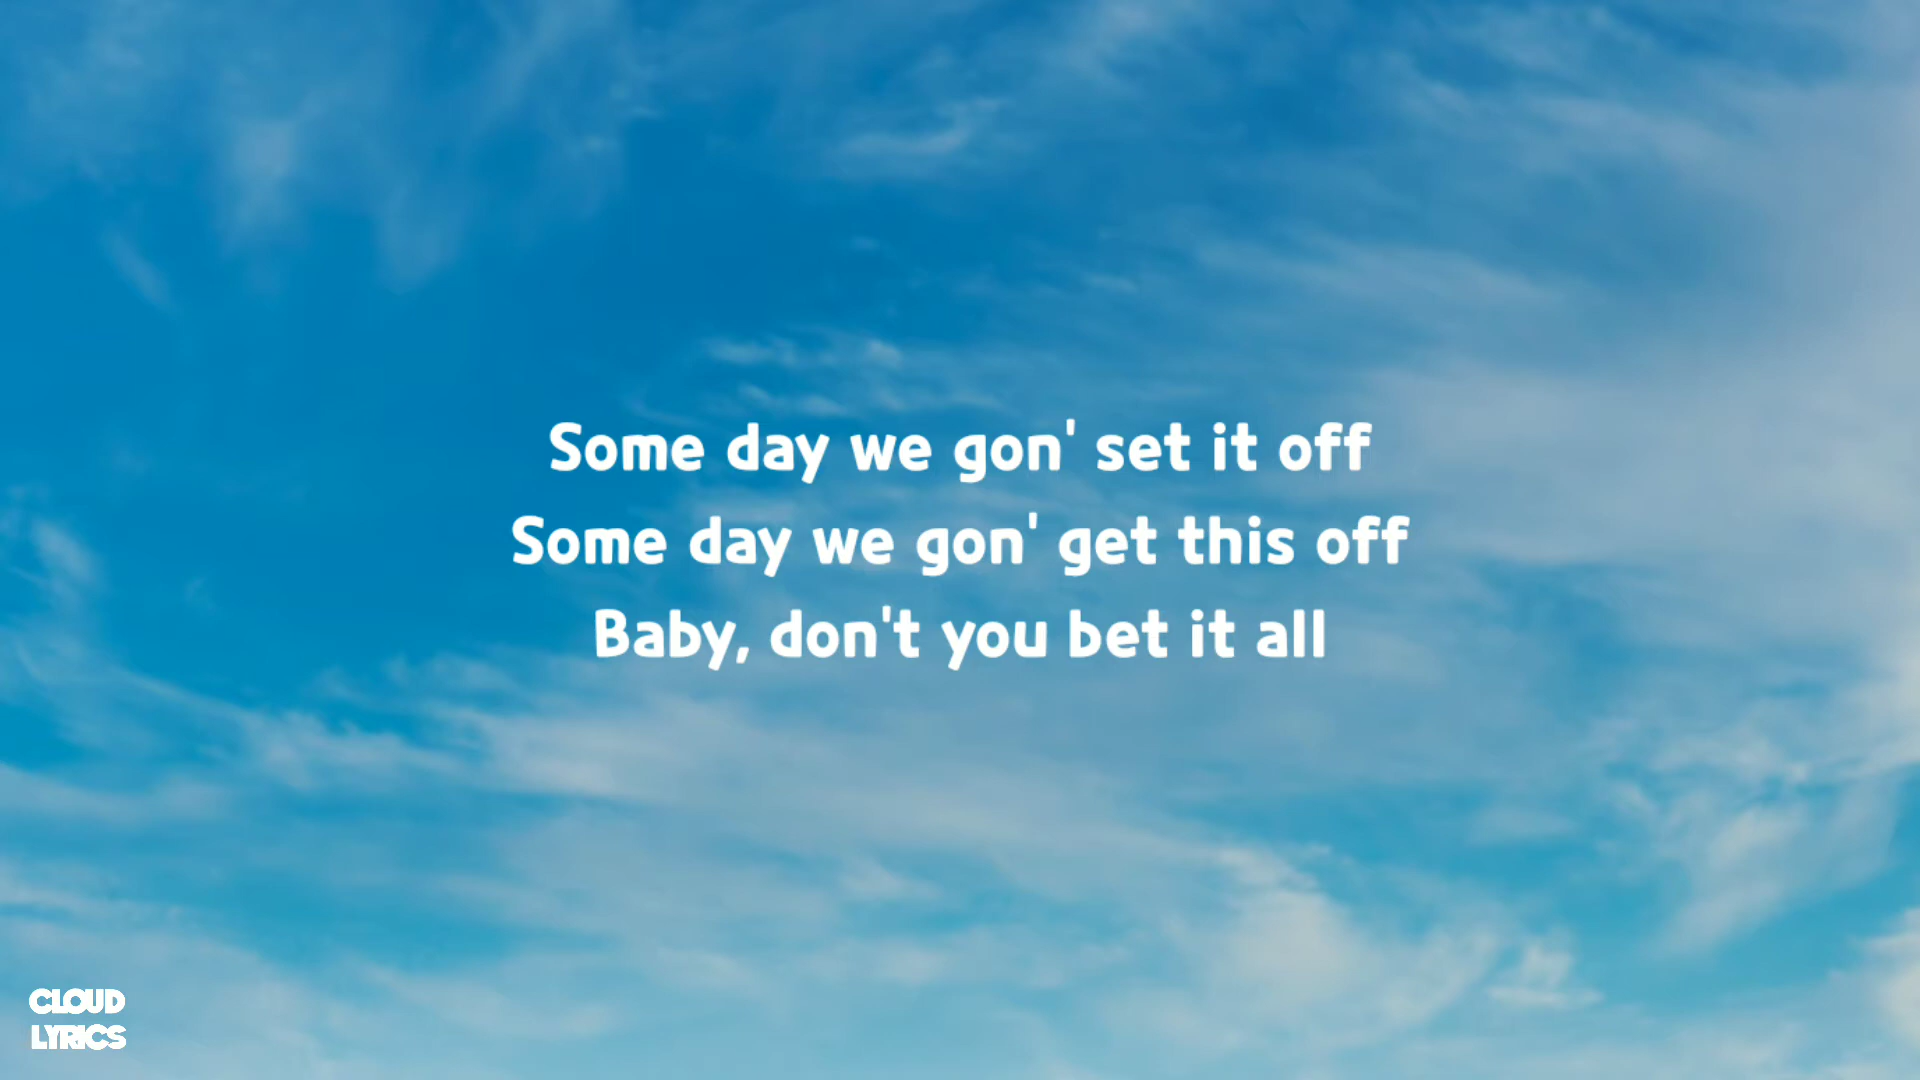 Some day we gon' set it off
Some day we gon' get this off
Baby, don't you bet it all
CLOUD
LYRICS